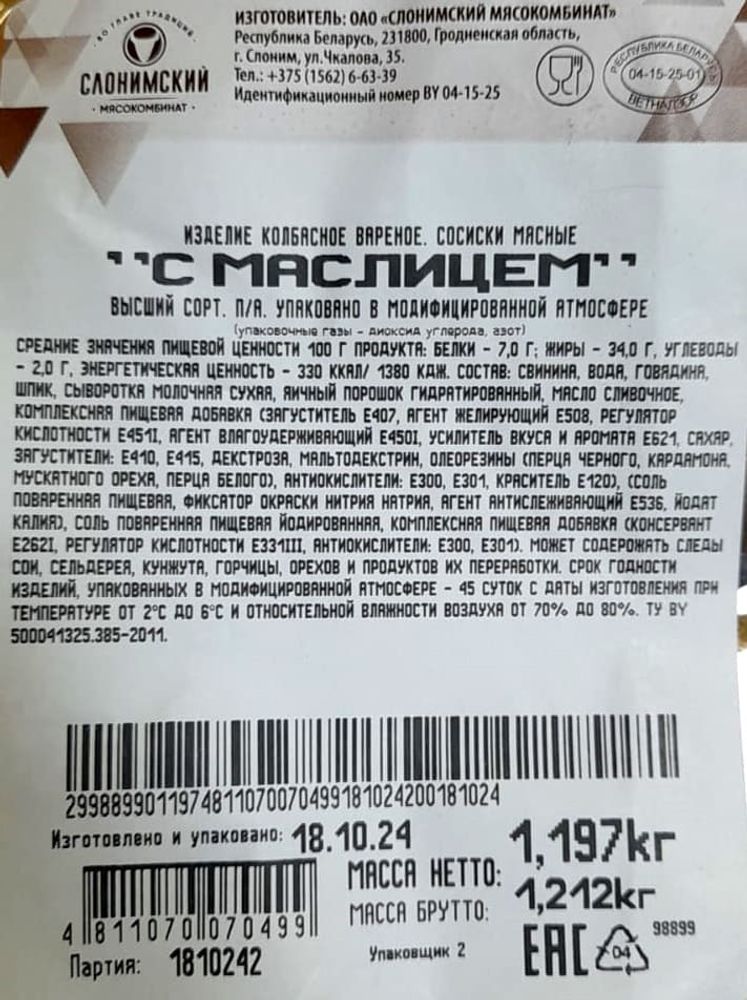 ВО ГЛАВЕ ТРАДИЦИЙ
СЛОНИМСКИЙ
• МЯСОКОМБИНАТ •
ИЗГОТОВИТЕЛЬ: ОАО «СЛОНИМСКИЙ МЯСОКОМБИНАТ»
Республика Беларусь, 231800, Гродненская область,
г. Слоним, ул.Чкалова, 35.
Тел.: +375 (1562) 6-63-39
Идентификационный номер BY 04-15-25
РЕСПУБЛИКА БЕЛАРУСЬ
04-15-25-01
ВЕТНАДЗОР
ИЗДЕЛИЕ КОЛБАСНОЕ ВАРЕНОЕ. СОСИСКИ МЯСНЫЕ
"С МАСЛИЦЕМ"
ВЫСШИЙ СОРТ. П/А. УПАКОВАНО В МОДИФИЦИРОВАННОЙ АТМОСФЕРЕ
(упаковочные газы - диоксид углерода, азот)
СРЕДНИЕ ЗНАЧЕНИЯ ПИЩЕВОЙ ЦЕННОСТИ 100 Г ПРОДУКТА: БЕЛКИ - 7,0 Г; ЖИРЫ - 34,0 Г, УГЛЕВОДЫ
- 2,0 Г, ЭНЕРГЕТИЧЕСКАЯ ЦЕННОСТЬ - 330 ККАЛ/ 1380 КДЖ. СОСТАВ: СВИНИНА, ВОДА, ГОВЯДИНА,
ШПИК, СЫВОРОТКА МОЛОЧНАЯ СУХАЯ, ЯИЧНЫЙ ПОРОШОК ГИДРАТИРОВАННЫЙ, МАСЛО СЛИВОЧНОЕ,
КОМПЛЕКСНАЯ ПИЩЕВАЯ ДОБАВКА (ЗАГУСТИТЕЛЬ Е407, АГЕНТ ЖЕЛИРУЮЩИЙ Е508, РЕГУЛЯТОР
КИСЛОТНОСТИ Е451I, АГЕНТ ВЛАГОУДЕРЖИВАЮЩИЙ Е450I, УСИЛИТЕЛЬ ВКУСА И АРОМАТА Е621, САХАР,
ЗАГУСТИТЕЛИ: Е410, Е415, ДЕКСТРОЗА, МАЛЬТОДЕКСТРИН, ОЛЕОРЕЗИНЫ (ПЕРЦА ЧЕРНОГО, КАРДАМОНА,
МУСКАТНОГО ОРЕХА, ПЕРЦА БЕЛОГО), АНТИОКИСЛИТЕЛИ: Е300, Е301, КРАСИТЕЛЬ Е120), (СОЛЬ
ПОВАРЕННАЯ ПИЩЕВАЯ, ФИКСАТОР ОКРАСКИ НИТРИЯ НАТРИЯ, АГЕНТ АНТИСЛЕЖИВАЮЩИЙ Е536, ЙОДАТ
КАЛИЯ), СОЛЬ ПОВАРЕННАЯ ПИЩЕВАЯ ЙОДИРОВАННАЯ, КОМПЛЕКСНАЯ ПИЩЕВАЯ ДОБАВКА (КОНСЕРВАНТ
Е262I, РЕГУЛЯТОР КИСЛОТНОСТИ Е331III, АНТИОКИСЛИТЕЛИ: Е300, Е301). МОЖЕТ СОДЕРОЖАТЬ СЛЕДЫ
СОИ, СЕЛЬДЕРЕЯ, КУНЖУТА, ГОРЧИЦЫ, ОРЕХОВ И ПРОДУКТОВ ИХ ПЕРЕРАБОТКИ. СРОК ГОДНОСТИ
ИЗДЕЛИЙ, УПАКОВАННЫХ В МОДИФИЦИРОВАННОЙ АТМОСФЕРЕ - 45 СУТОК С ДАТЫ ИЗГОТОВЛЕНИЯ ПРИ
ТЕМПЕРАТУРЕ ОТ 2°С ДО 6°С И ОТНОСИТЕЛЬНОЙ ВЛАЖНОСТИ ВОЗДУХА ОТ 70% ДО 80%. ТУ BY
500041325.385-2011.
29988990119748110700704991810242001​81024
Изготовлено и упаковано: 18.10.24
1,197кг
МАССА НЕТТО:
1,212кг
МАССА БРУТТО:
4 811070 070499
Партия: 1810242
Упаковщик 2
EAC
04
98899